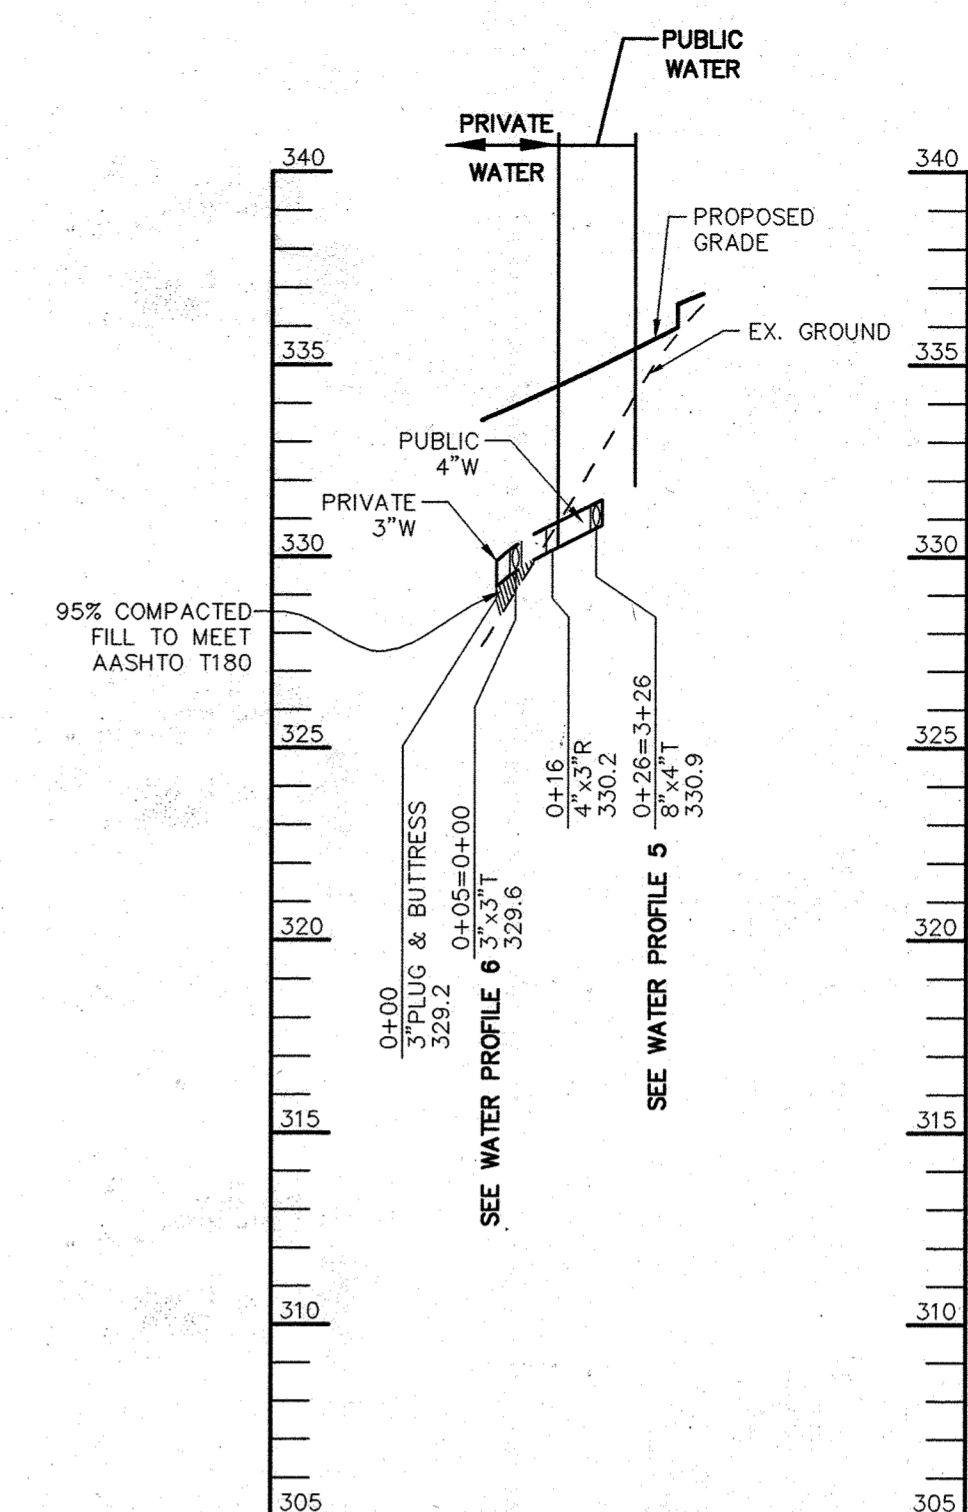 PUBLIC
WATER
PRIVATE
WATER
340
340
PROPOSED
GRADE
EX. GROUND
335
335
PUBLIC
4"W
PRIVATE
3"W
330
330
95% COMPACTED
FILL TO MEET
AASHTO T180
325
325
0+00
3"PLUG & BUTTRESS
329.2
0+05=0+00
3"x3"T
329.6
SEE WATER PROFILE 6
0+16
4"x3"R
330.2
0+26=3+26
8"x4"T
330.9
SEE WATER PROFILE 5
320
320
315
315
310
310
305
305